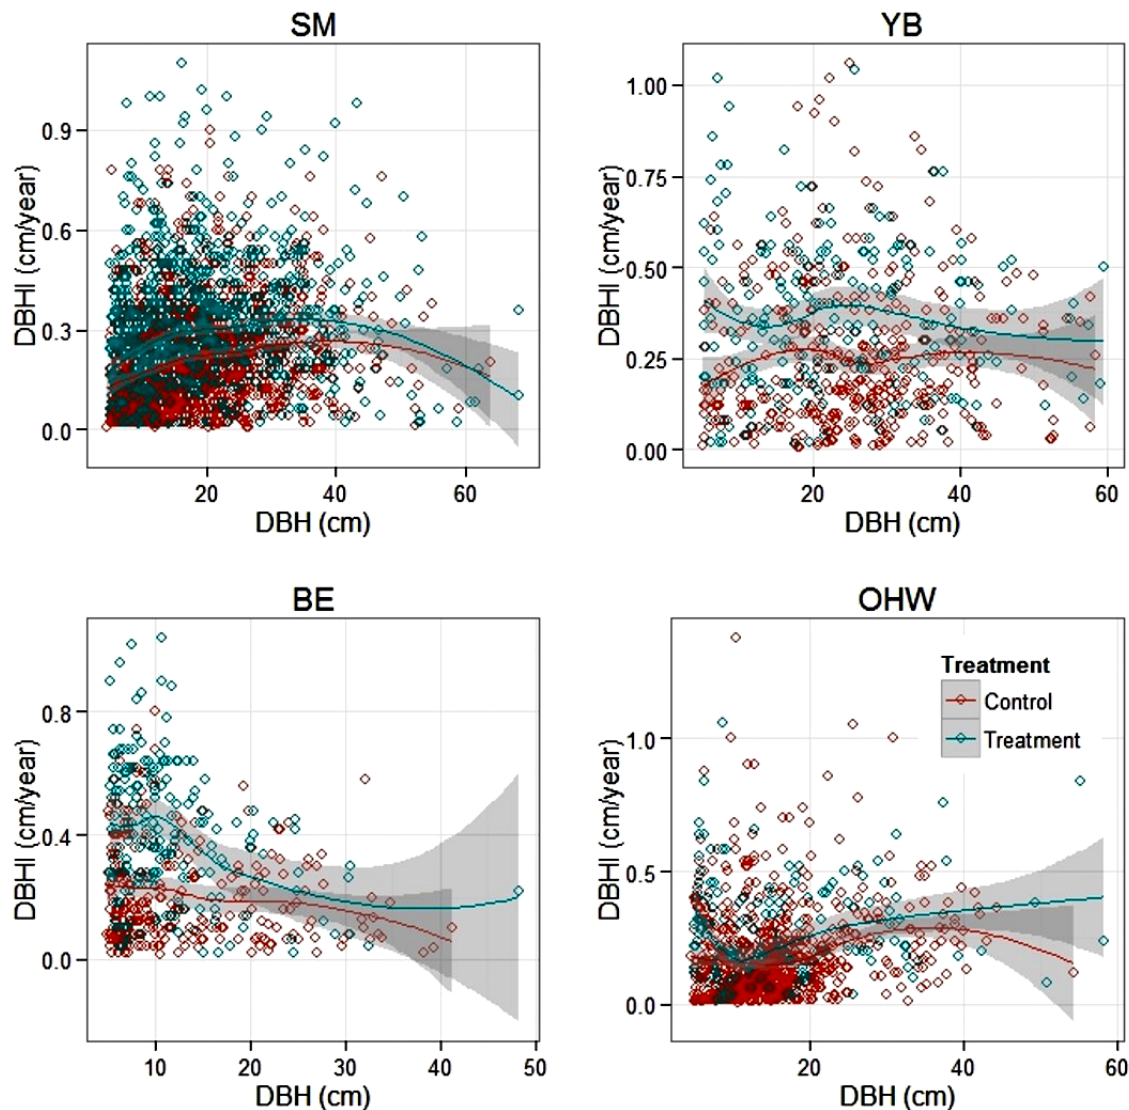 SM
DBHI (cm/year)
0.9
0.6
0.3
0.0
20
40
60
DBH (cm)
YB
DBHI (cm/year)
1.00
0.75
0.50
0.25
0.00
20
40
60
DBH (cm)
BE
DBHI (cm/year)
0.8
0.4
0.0
10
20
30
40
50
DBH (cm)
OHW
DBHI (cm/year)
1.0
0.5
0.0
20
40
60
DBH (cm)
Treatment
Control
Treatment